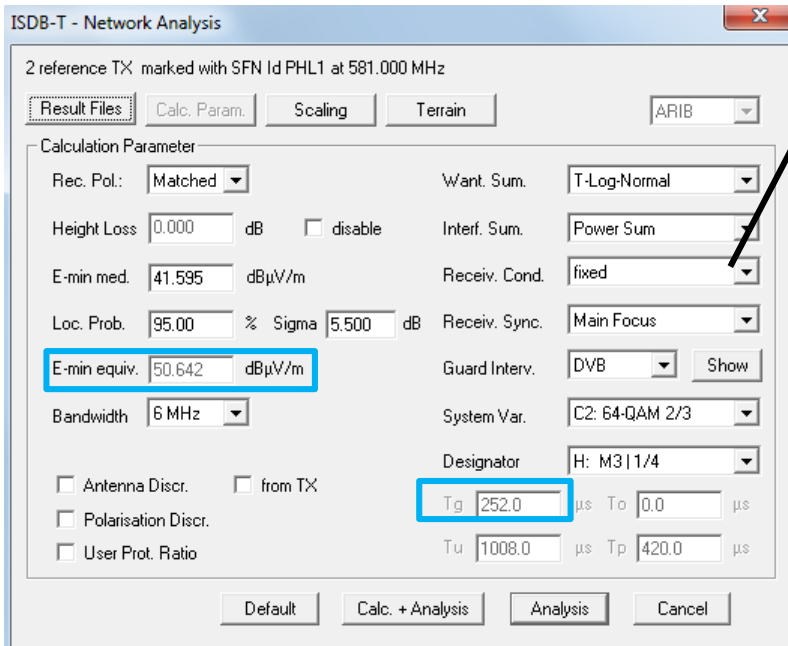 ISDB-T - Network Analysis
2 reference TX marked with SFN Id PHL1 at 581.000 MHz
Result Files Calc. Param. Scaling Terrain ARIB
Calculation Parameter
Rec. Pol.: Matched Want. Sum. T-Log-Normal
Height Loss 0.000 dB disable Interf. Sum. Power Sum
E-min med. 41.595 dBµV/m Receiv. Cond. fixed
Loc. Prob. 95.00 % Sigma 5.500 dB Receiv. Sync. Main Focus
E-min equiv. 50.642 dBµV/m Guard Interv. DVB Show
Bandwidth 6 MHz System Var. C2: 64-QAM 2/3
Designator H: M3|1/4
Antenna Discr. from TX Tg 252.0 µs To 0.0 µs
Polarisation Discr.
User Prot. Ratio Tu 1008.0 µs Tp 420.0 µs
Default Calc. + Analysis Analysis Cancel